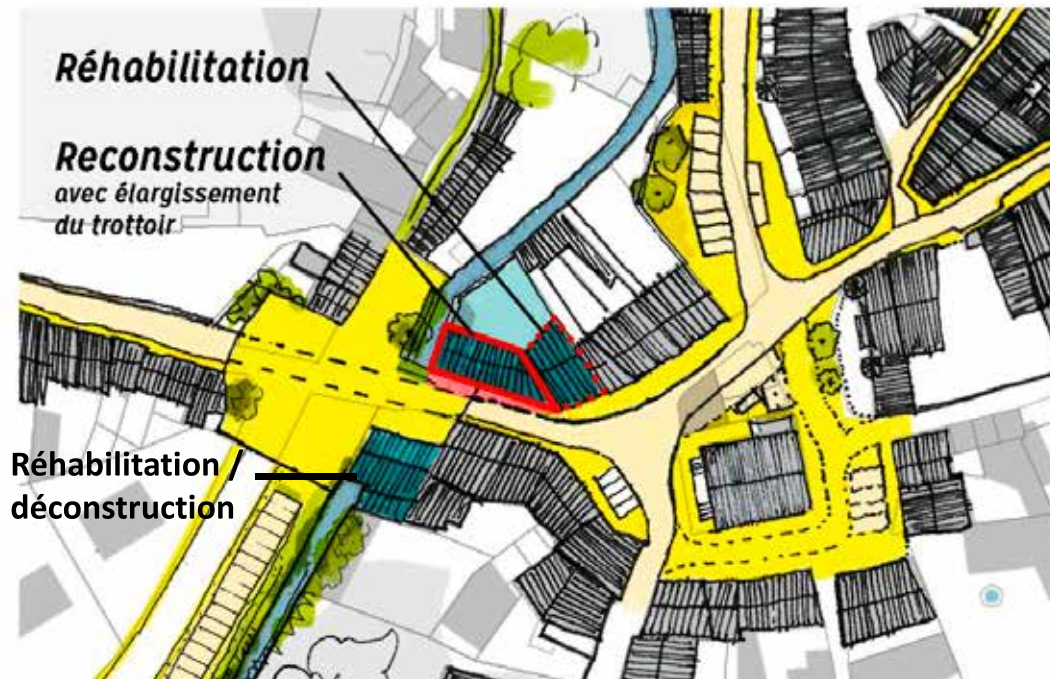 Réhabilitation
Reconstruction
avec élargissement
du trottoir
Réhabilitation /
déconstruction